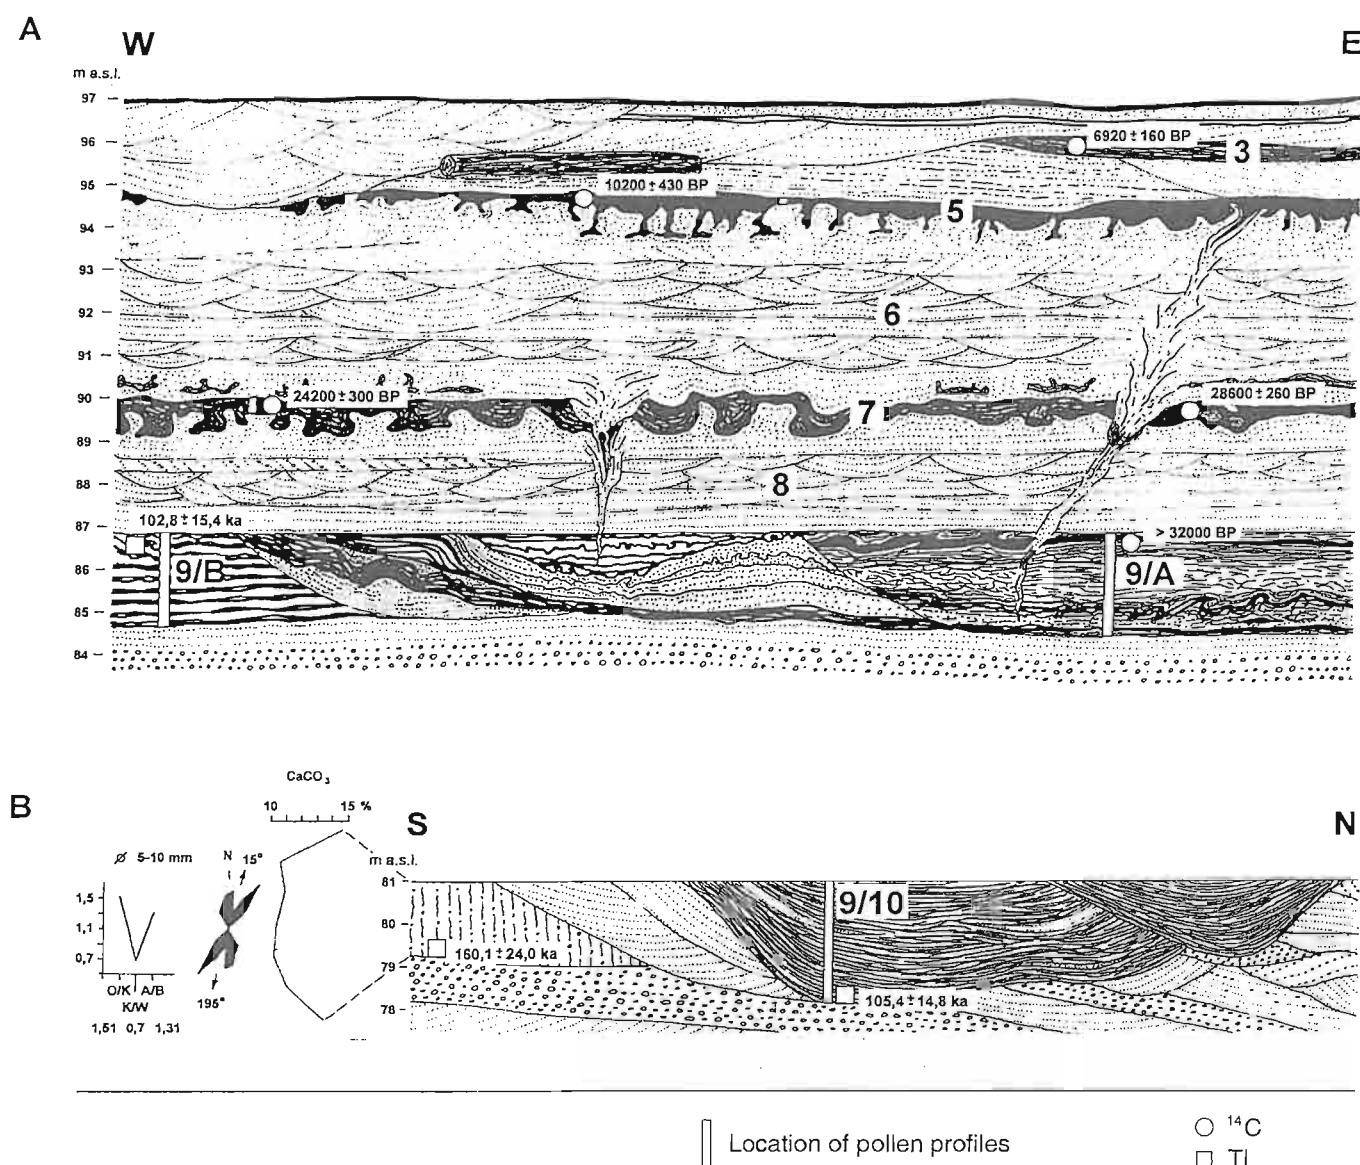 A
W
E
m a.s.l.
97
96
95
94
93
92
91
90
89
88
87
86
85
84
6920 ± 160 BP
3
10200 ± 430 BP
5
6
24200 ± 300 BP
28600 ± 260 BP
7
8
102,8 ± 15,4 ka
> 32000 BP
9/B
9/A
B
CaCO3
10 15 %
S
N
m a.s.l.
Ø 5-10 mm
N 15°
195°
1,5
1,1
0,7
O/K A/B
K/W
1,51 0,7 1,31
81
80
79
78
9/10
160,1 ± 24,0 ka
105,4 ± 14,8 ka
Location of pollen profiles
14C
TL